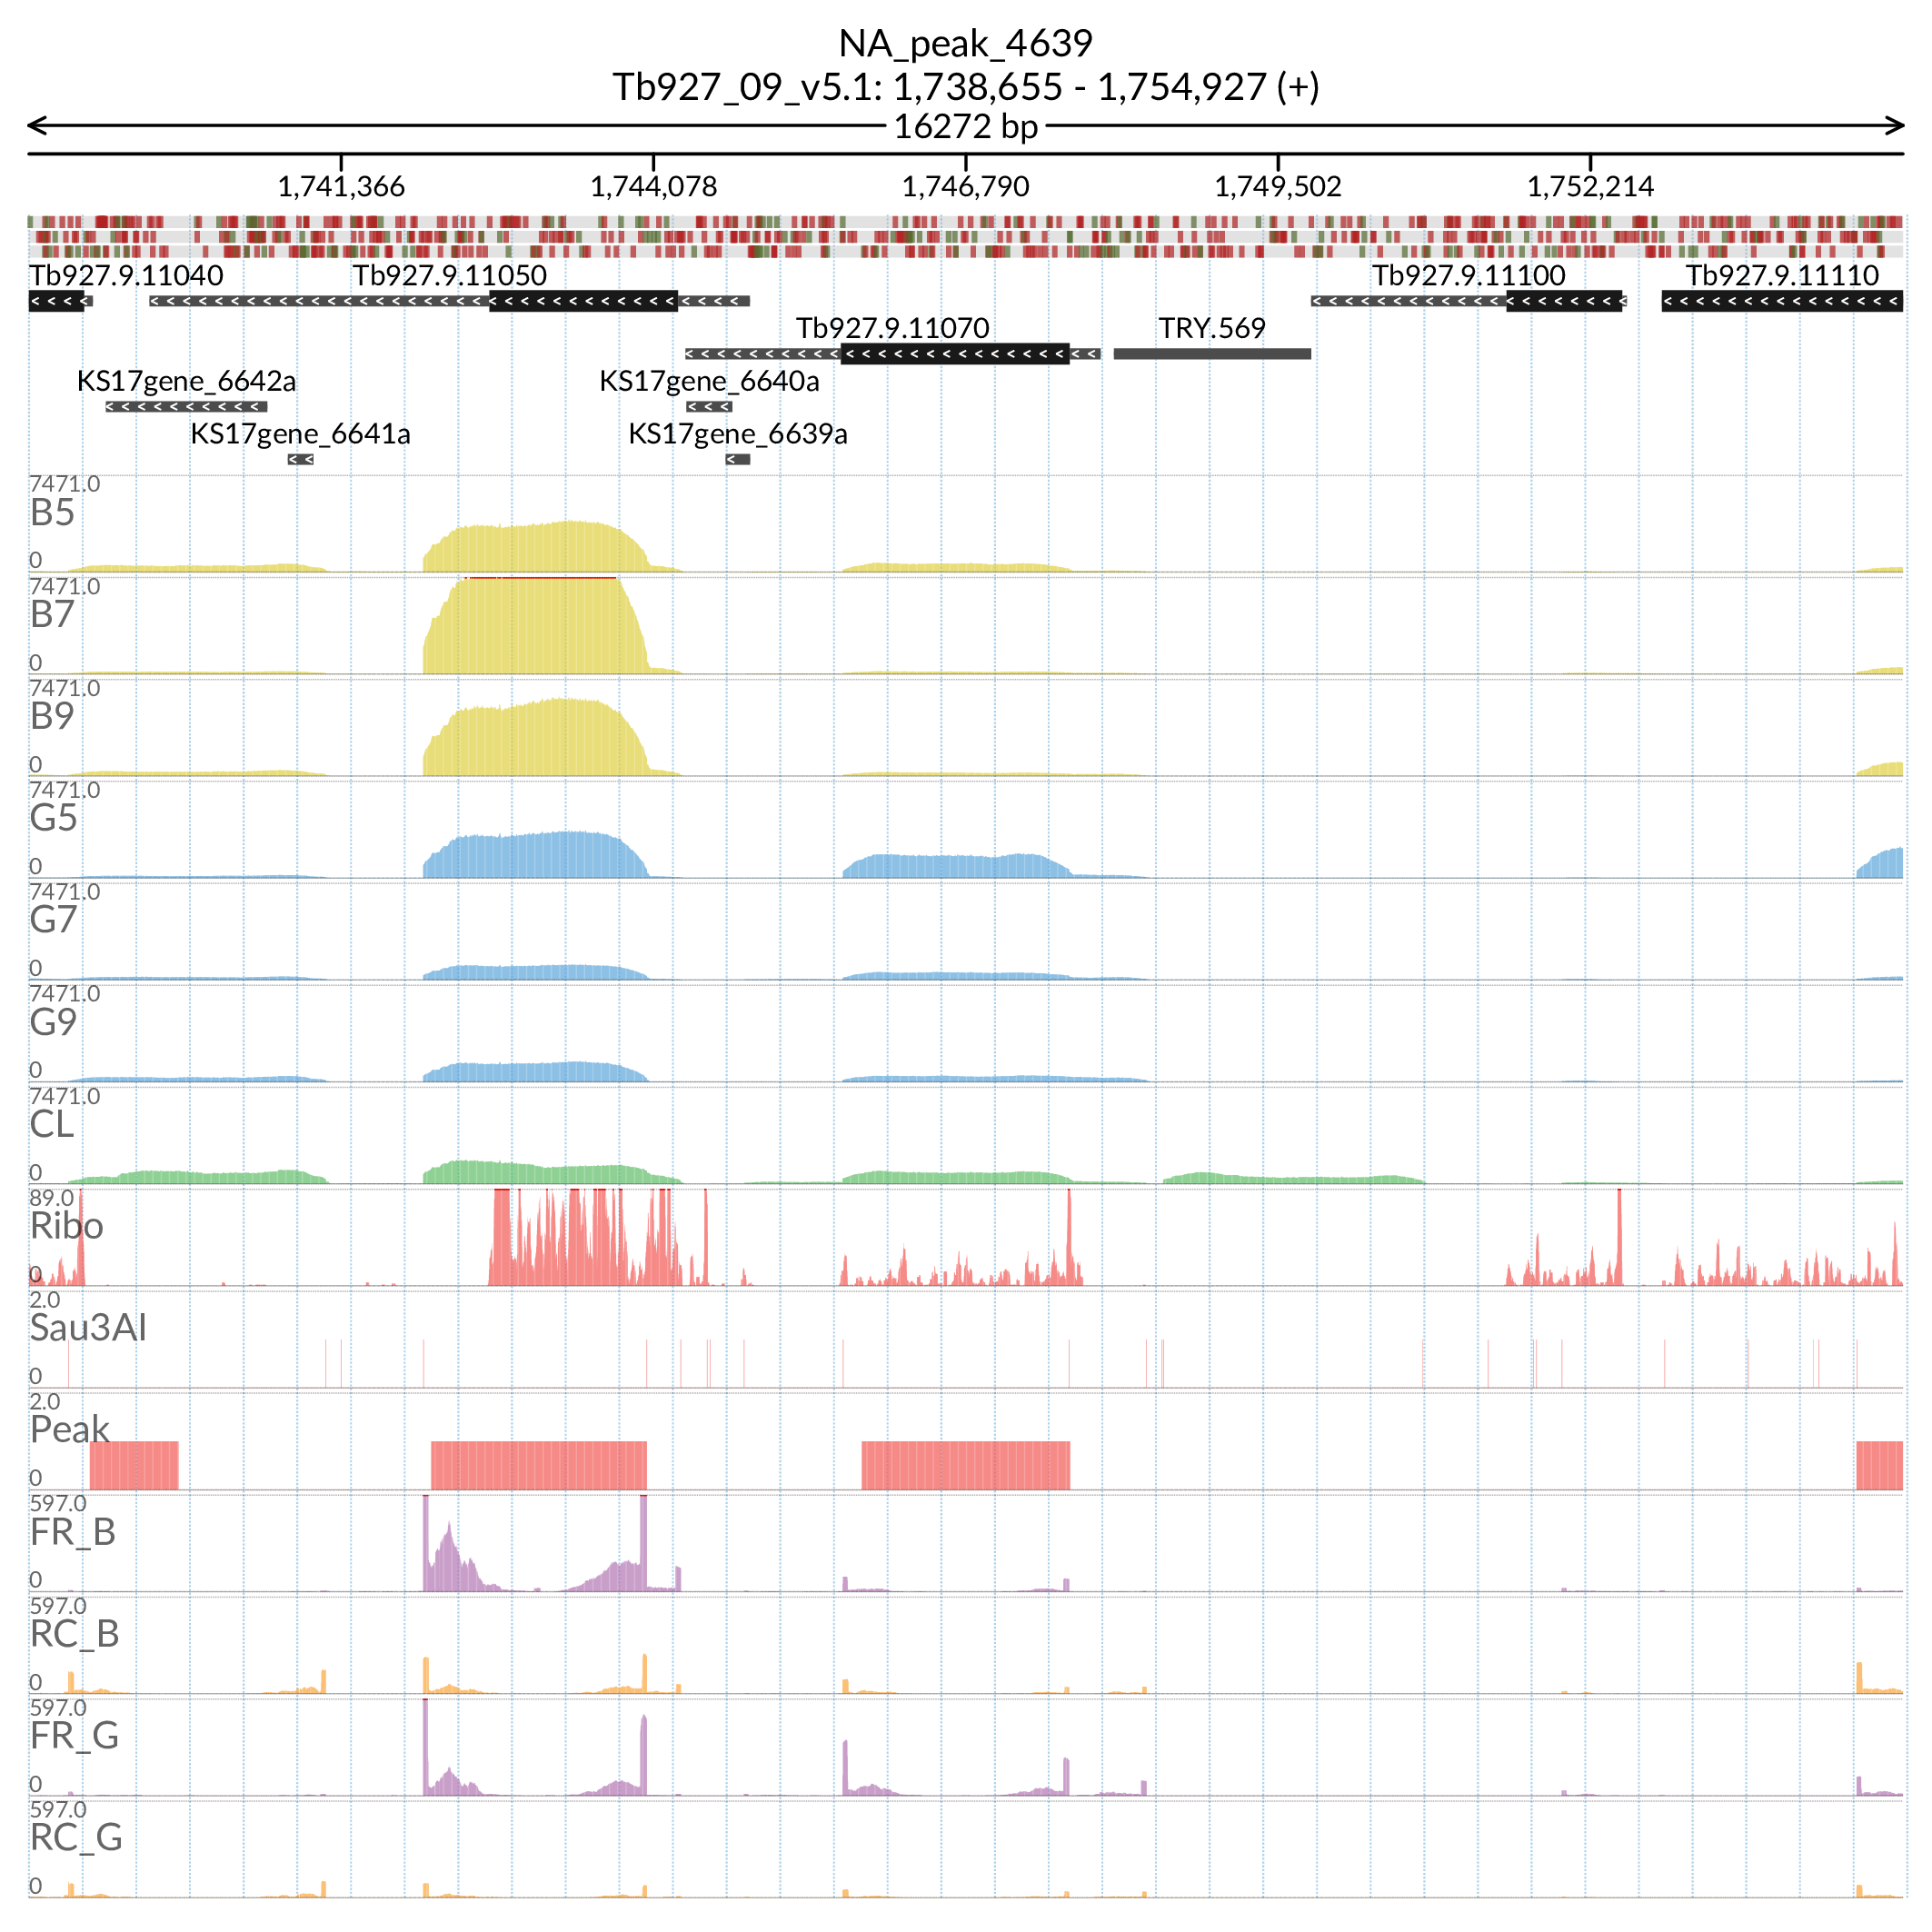 NA_peak_4639
Tb927_09_v5.1: 1,738,655 - 1,754,927 (+)
16272 bp
1,741,366 1,744,078 1,746,790 1,749,502 1,752,214
Tb927.9.11040 Tb927.9.11050 Tb927.9.11100 Tb927.9.11110
Tb927.9.11070 TRY.569
KS17gene_6642a KS17gene_6640a
KS17gene_6641a KS17gene_6639a
7471.0
B5
0
7471.0
B7
0
7471.0
B9
0
7471.0
G5
0
7471.0
G7
0
7471.0
G9
0
7471.0
CL
0
89.0
Ribo
0
2.0
Sau3AI
0
2.0
Peak
0
597.0
FR_B
0
597.0
RC_B
0
597.0
FR_G
0
597.0
RC_G
0